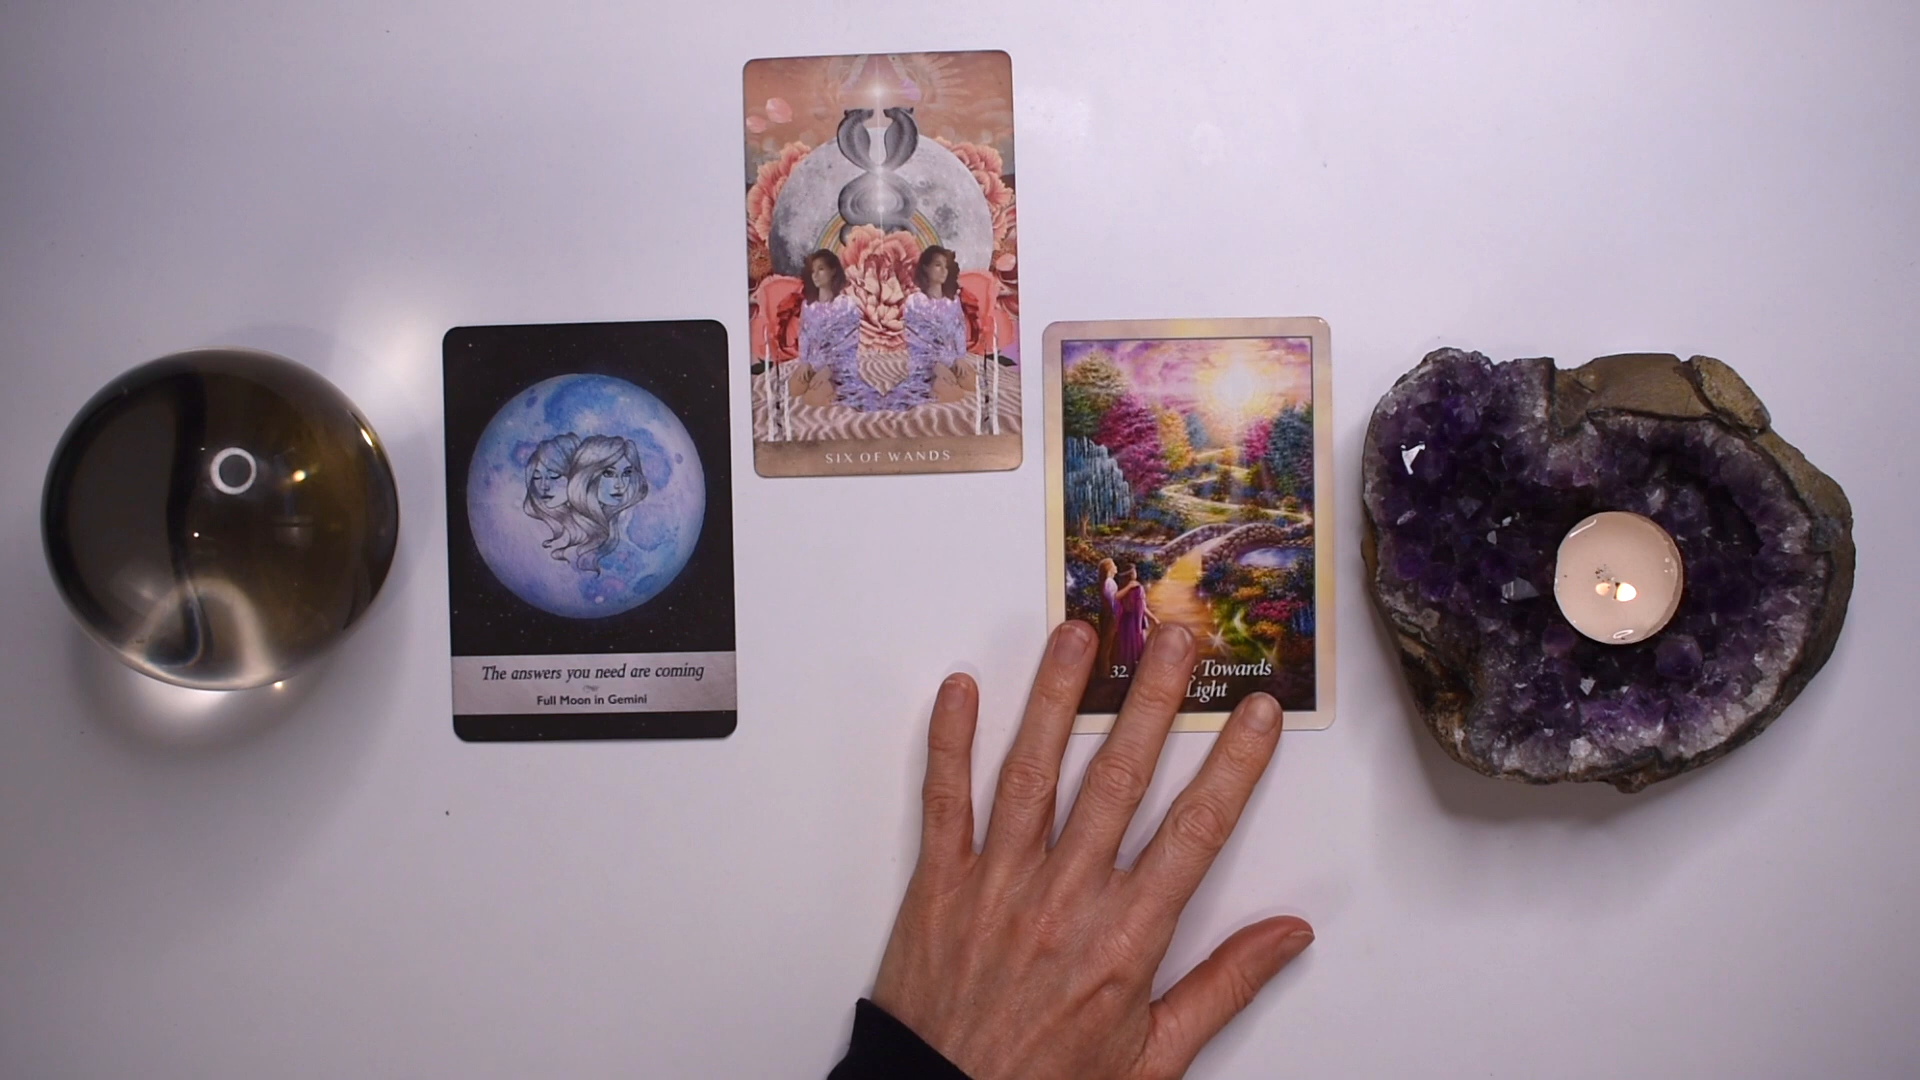 SIX OF WANDS
The answers you need are coming
Full Moon in Gemini
32.
Towards
Light